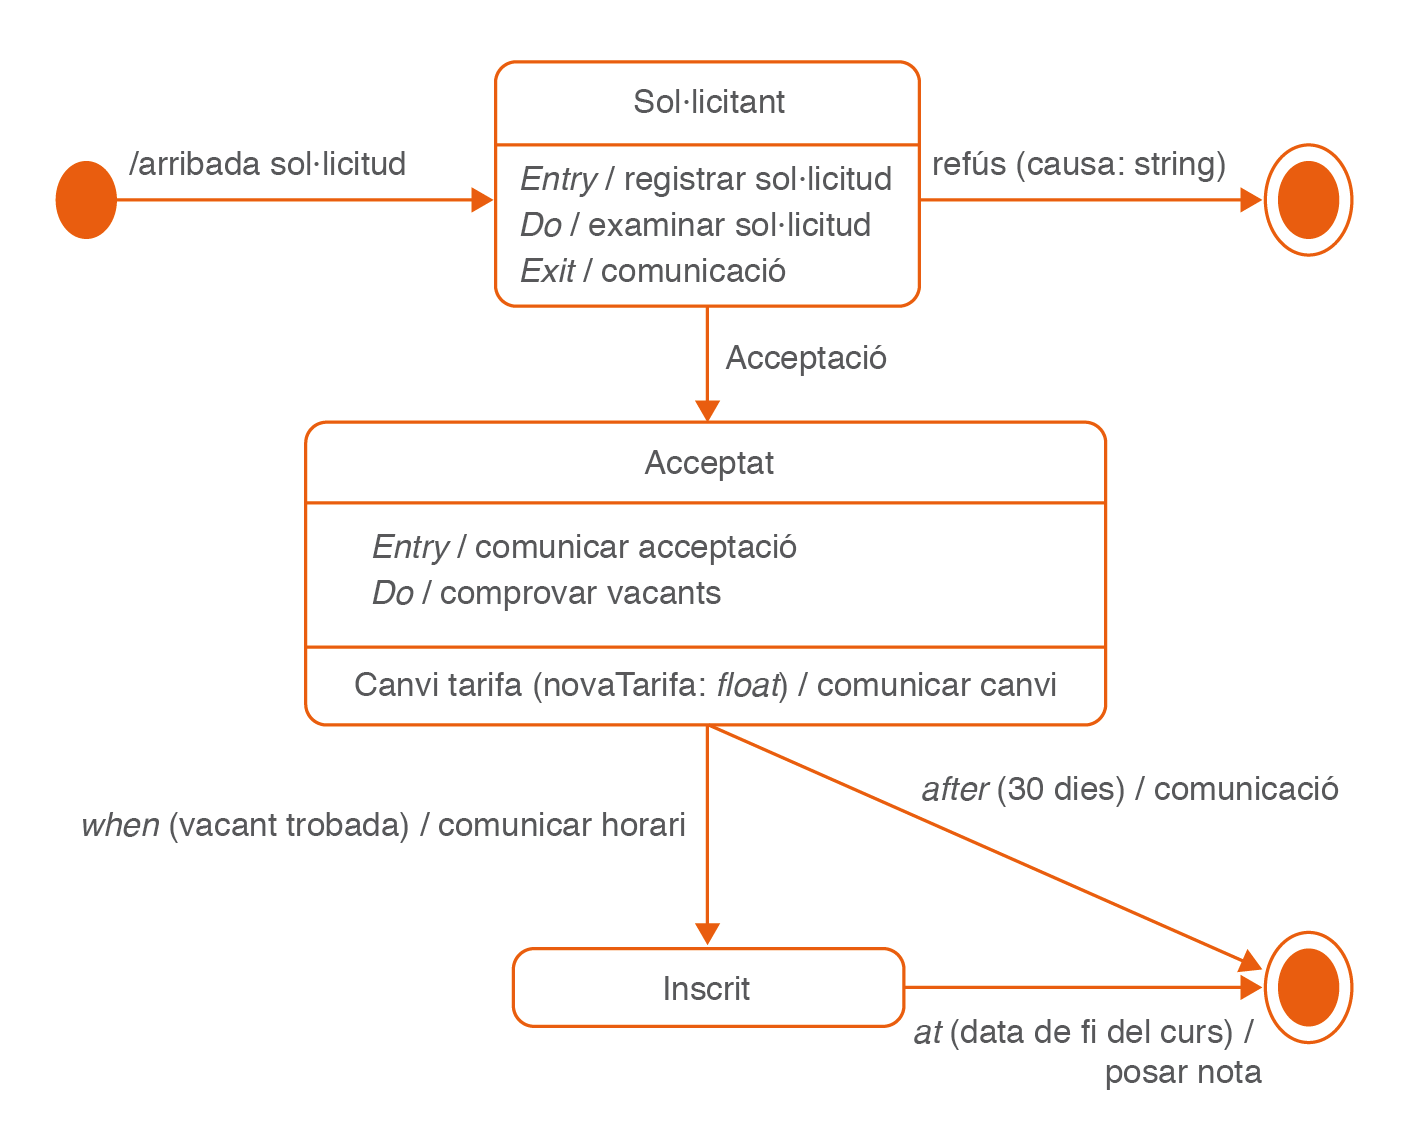 Sol·licitant
/arribada sol·licitud
Entry / registrar sol·licitud
Do / examinar sol·licitud
Exit / comunicació
refús (causa: string)
Acceptació
Acceptat
Entry / comunicar acceptació
Do / comprovar vacants
Canvi tarifa (novaTarifa: float) / comunicar canvi
after (30 dies) / comunicació
when (vacant trobada) / comunicar horari
Inscrit
at (data de fi del curs) /
posar nota